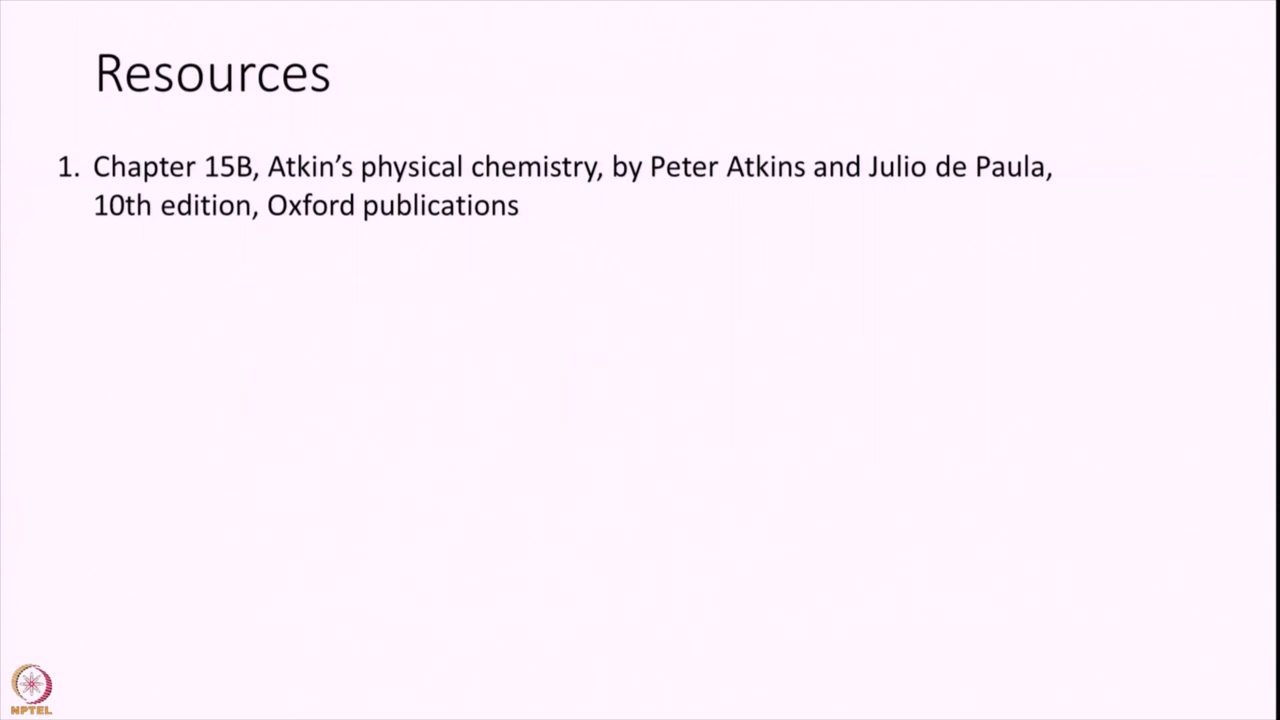 Resources
1. Chapter 15B, Atkin’s physical chemistry, by Peter Atkins and Julio de Paula,
10th edition, Oxford publications
NPTEL